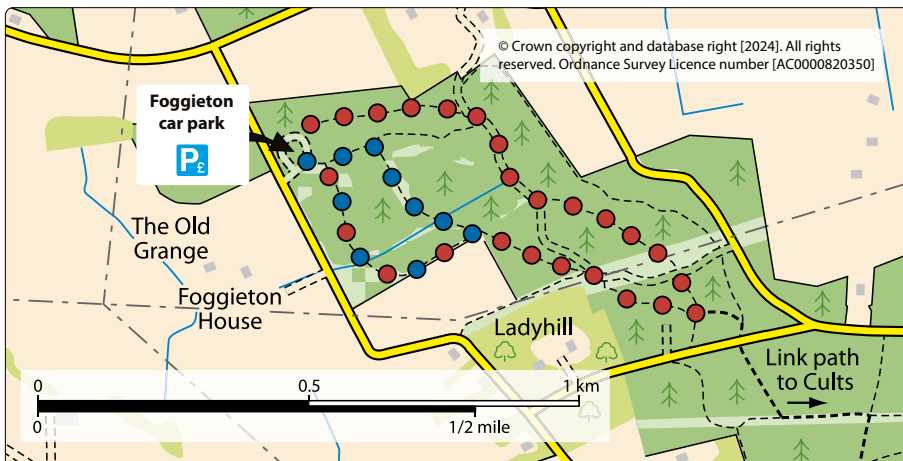 © Crown copyright and database right [2024]. All rights
reserved. Ordnance Survey Licence number [AC0000820350]
Foggieton
car park
P£
The Old
Grange
Foggieton
House
Ladyhill
Link path
to Cults
0 0.5 1 km
0 1/2 mile